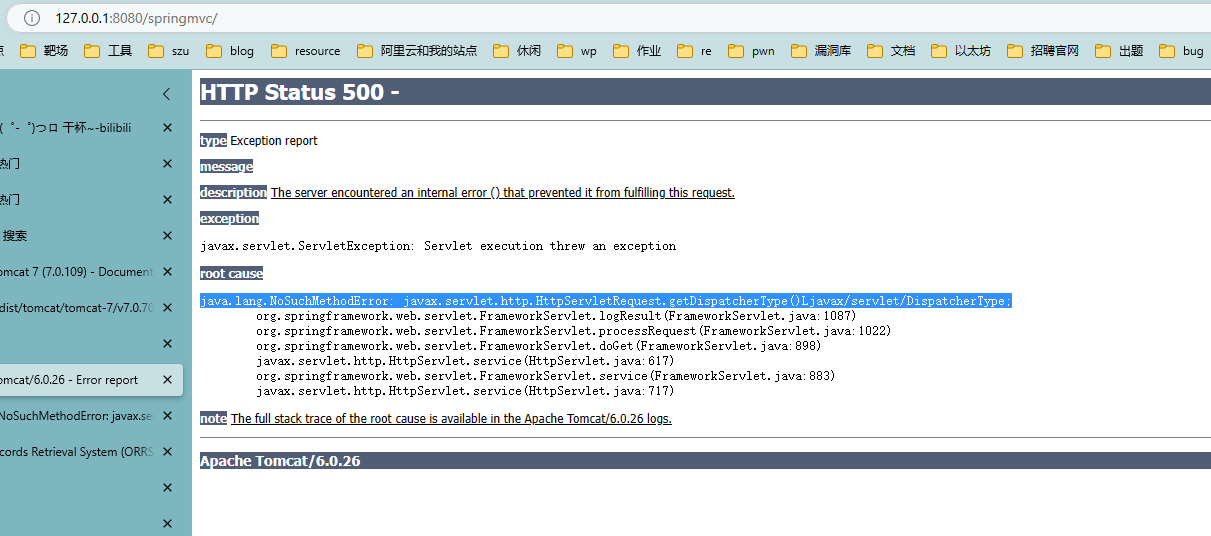 127.0.0.1:8080/springmvc/
点 靶场 工具 szu blog resource 阿里云和我的站点 休闲 wp 作业 re pwn 漏洞库 文档 以太坊 招聘官网 出题 bug
( ゜- ゜)つロ 干杯~-bilibili
热门
热门
搜索
omcat 7 (7.0.109) - Document
dist/tomcat/tomcat-7/v7.0.70
omcat/6.0.26 - Error report
NoSuchMethodError: javax.se
cords Retrieval System (ORRS
HTTP Status 500 -
type Exception report
message
description The server encountered an internal error () that prevented it from fulfilling this request.
exception
javax.servlet.ServletException: Servlet execution threw an exception
root cause
java.lang.NoSuchMethodError: javax.servlet.http.HttpServletRequest.getDispatcherType()Ljavax/servlet/DispatcherType;
org.springframework.web.servlet.FrameworkServlet.logResult(FrameworkServlet.java:1087)
org.springframework.web.servlet.FrameworkServlet.processRequest(FrameworkServlet.java:1022)
org.springframework.web.servlet.FrameworkServlet.doGet(FrameworkServlet.java:898)
javax.servlet.http.HttpServlet.service(HttpServlet.java:617)
org.springframework.web.servlet.FrameworkServlet.service(FrameworkServlet.java:883)
javax.servlet.http.HttpServlet.service(HttpServlet.java:717)
note The full stack trace of the root cause is available in the Apache Tomcat/6.0.26 logs.
Apache Tomcat/6.0.26